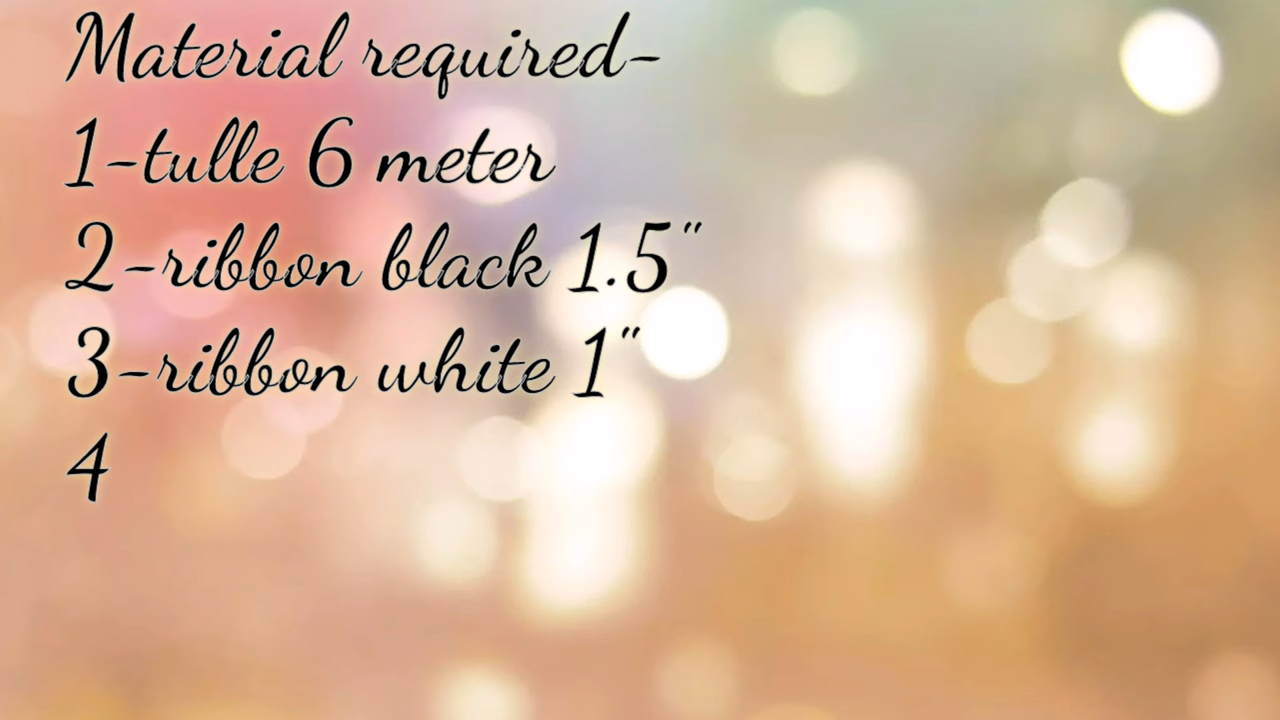 Material required-
1-tulle 6 meter
2-ribbon black 1.5"
3-ribbon white 1"
4